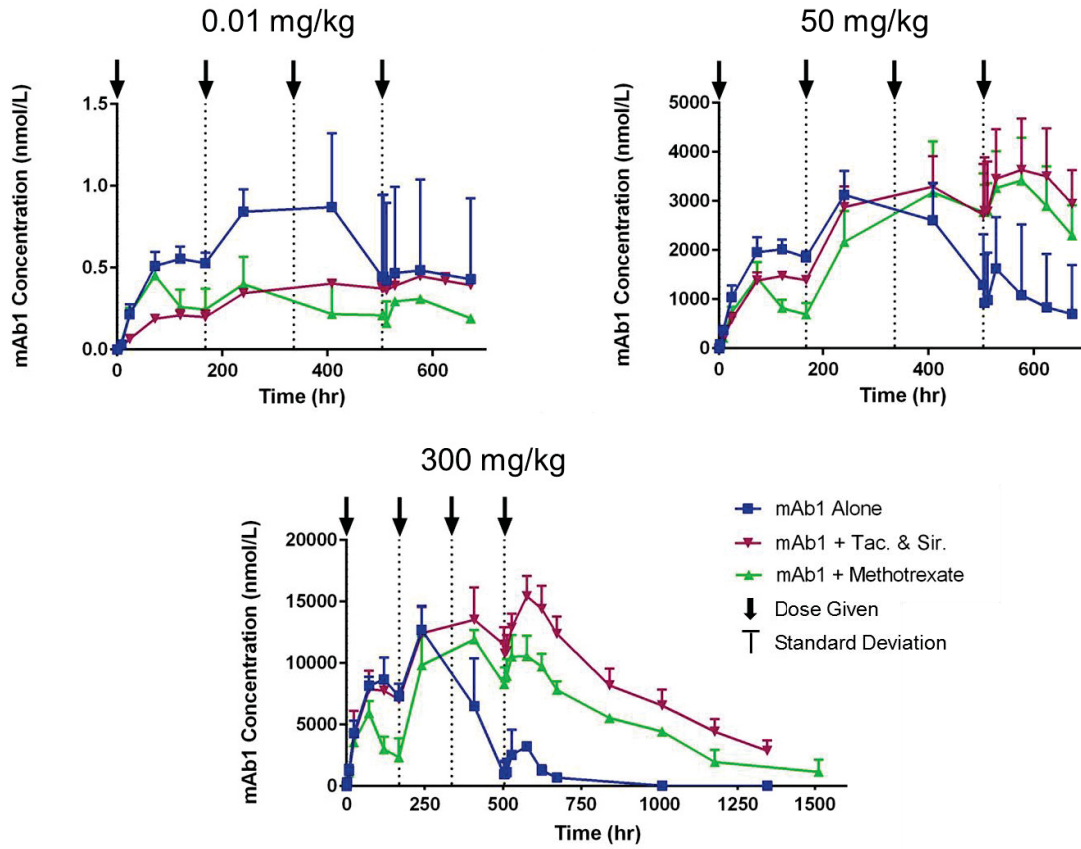 0.01 mg/kg
mAb1 Concentration (nmol/L)
1.5
1.0
0.5
0.0
0 200 400 600
Time (hr)
50 mg/kg
mAb1 Concentration (nmol/L)
5000
4000
3000
2000
1000
0
0 200 400 600
Time (hr)
300 mg/kg
mAb1 Concentration (nmol/L)
20000
15000
10000
5000
0
0 250 500 750 1000 1250 1500
Time (hr)
mAb1 Alone
mAb1 + Tac. & Sir.
mAb1 + Methotrexate
Dose Given
Standard Deviation